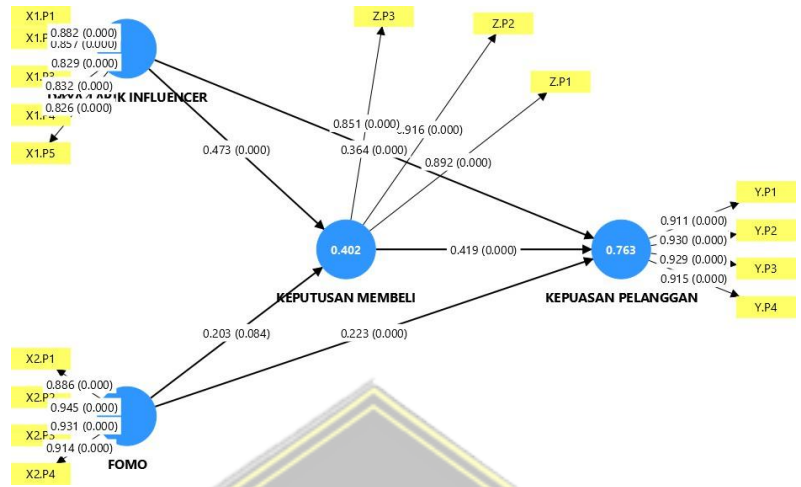 X1.P1
0.882 (0.000)
0.857 (0.000)
0.829 (0.000)
0.832 (0.000)
X1.P4
0.826 (0.000)
X1.P5
INFLUENCER
Z.P3
Z.P2
Z.P1
0.851 (0.000)
0.916 (0.000)
0.364 (0.000)
0.892 (0.000)
0.473 (0.000)
0.402
KEPUTUSAN MEMBELI
0.419 (0.000)
0.763
KEPUASAN PELANGGAN
0.911 (0.000)
0.930 (0.000)
0.929 (0.000)
0.915 (0.000)
Y.P1
Y.P2
Y.P3
Y.P4
0.203 (0.084)
0.223 (0.000)
X2.P1
0.886 (0.000)
X2.P2
0.945 (0.000)
0.931 (0.000)
X2.P3
0.914 (0.000)
X2.P4
FOMO